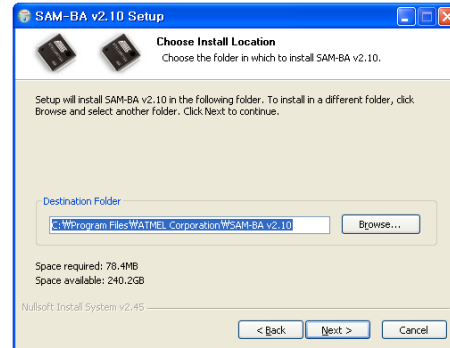 SAM-BA v2.10 Setup
Choose Install Location
Choose the folder in which to install SAM-BA v2.10.
Setup will install SAM-BA v2.10 in the following folder. To install in a different folder, click
Browse and select another folder. Click Next to continue.
Destination Folder
C:₩Program Files₩ATMEL Corporation₩SAM-BA v2.10
Browse...
Space required: 78.4MB
Space available: 240.2GB
Nullsoft Install System v2.45
< Back
Next >
Cancel